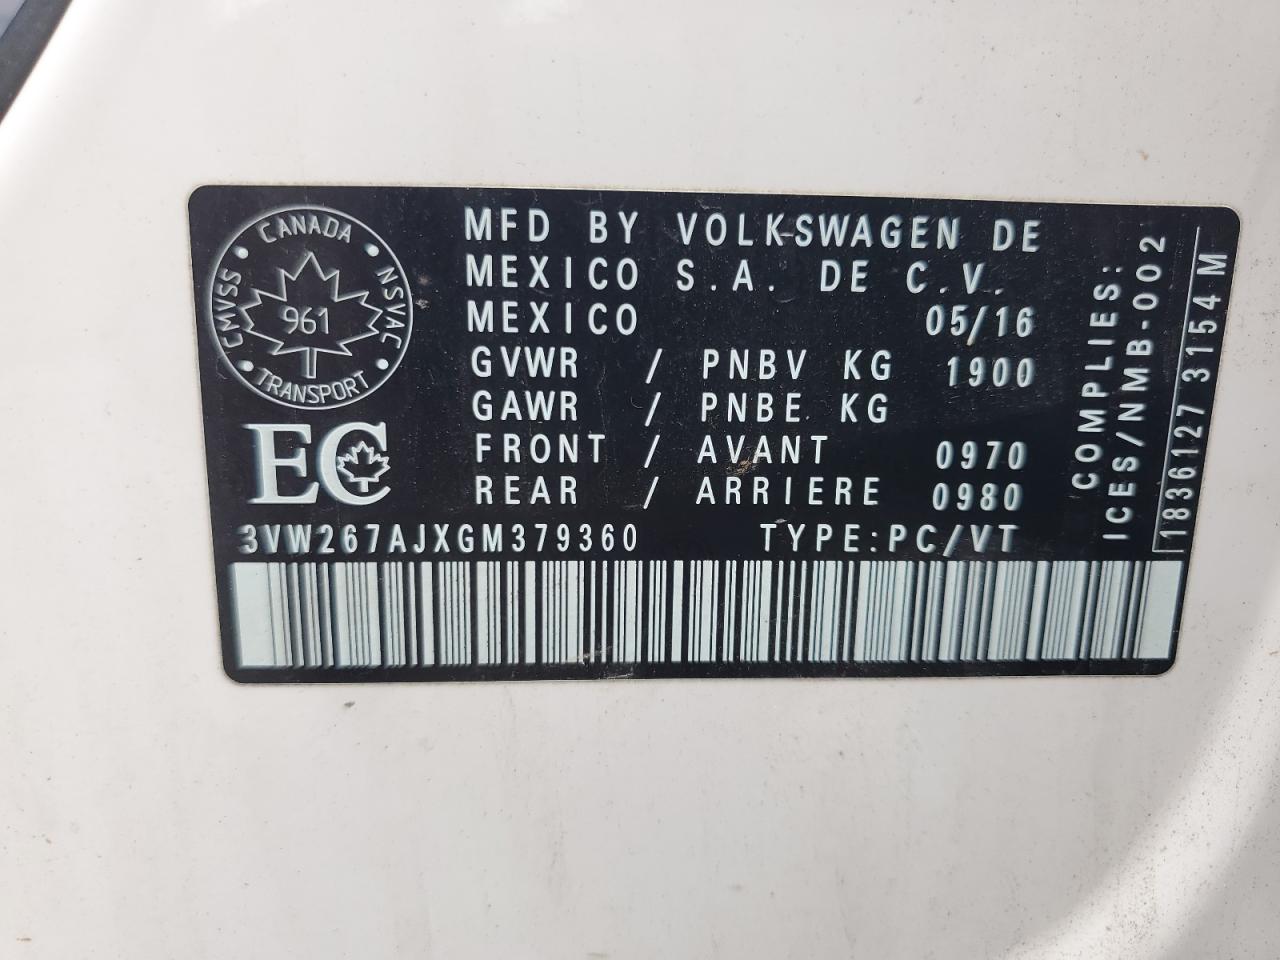 CANADA
CMVSS
NSVAC
961
TRANSPORT
EC
MFD BY VOLKSWAGEN DE
MEXICO S.A. DE C.V.
MEXICO 05/16
GVWR / PNBV KG 1900
GAWR / PNBE KG
FRONT / AVANT 0970
REAR / ARRIERE 0980
3VW267AJXGM379360 TYPE:PC/VT
COMPLIES:
ICES/NMB-002
1836127 3154 M